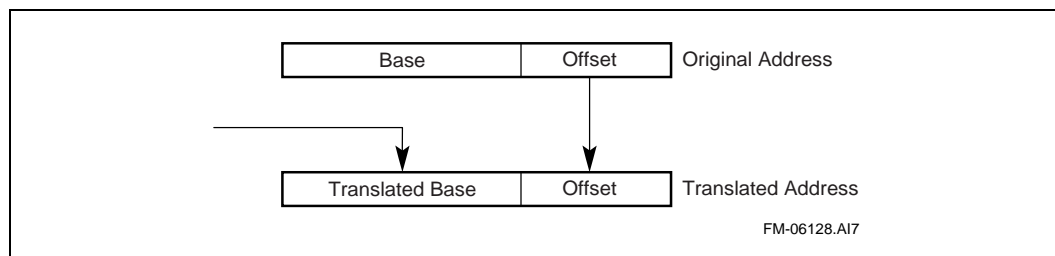 Base Offset Original Address
Translated Base Offset Translated Address
FM-06128.AI7